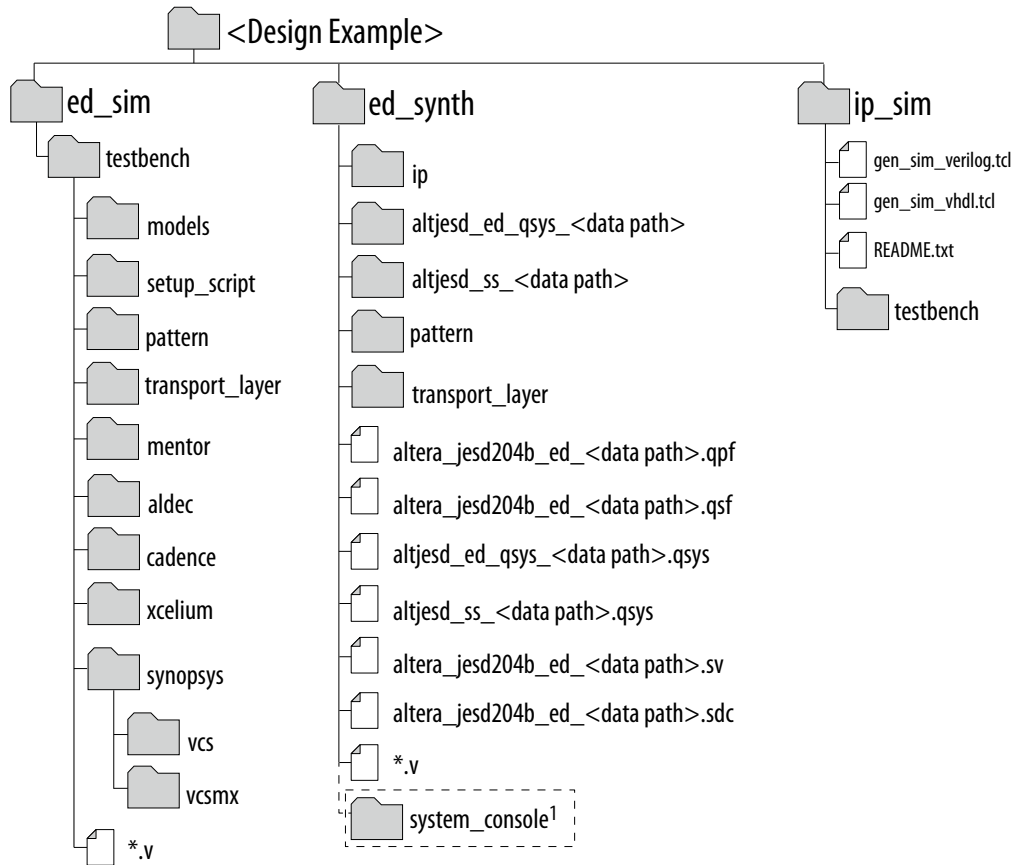 <Design Example>
ed_sim
testbench
models
setup_script
pattern
transport_layer
mentor
aldec
cadence
xcelium
synopsys
vcs
vcsmx
*.v
ed_synth
ip
altjesd_ed_qsys_<data path>
altjesd_ss_<data path>
pattern
transport_layer
altera_jesd204b_ed_<data path>.qpf
altera_jesd204b_ed_<data path>.qsf
altjesd_ed_qsys_<data path>.qsys
altjesd_ss_<data path>.qsys
altera_jesd204b_ed_<data path>.sv
altera_jesd204b_ed_<data path>.sdc
*.v
system_console¹
ip_sim
gen_sim_verilog.tcl
gen_sim_vhdl.tcl
README.txt
testbench